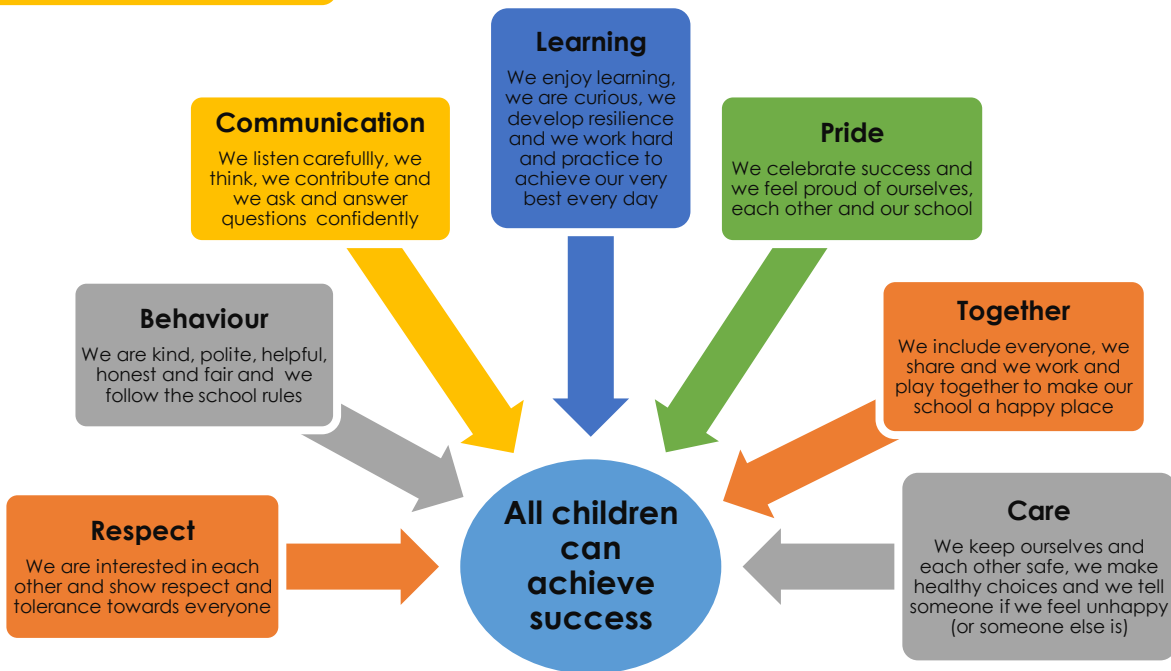 Learning
We enjoy learning,
we are curious, we
develop resilience
and we work hard
and practice to
achieve our very
best every day
Communication
We listen carefullly, we
think, we contribute and
we ask and answer
questions confidently
Pride
We celebrate success and
we feel proud of ourselves,
each other and our school
Behaviour
We are kind, polite, helpful,
honest and fair and we
follow the school rules
Together
We include everyone, we
share and we work and
play together to make our
school a happy place
Respect
We are interested in each
other and show respect and
tolerance towards everyone
All children
can
achieve
success
Care
We keep ourselves and
each other safe, we make
healthy choices and we tell
someone if we feel unhappy
(or someone else is)